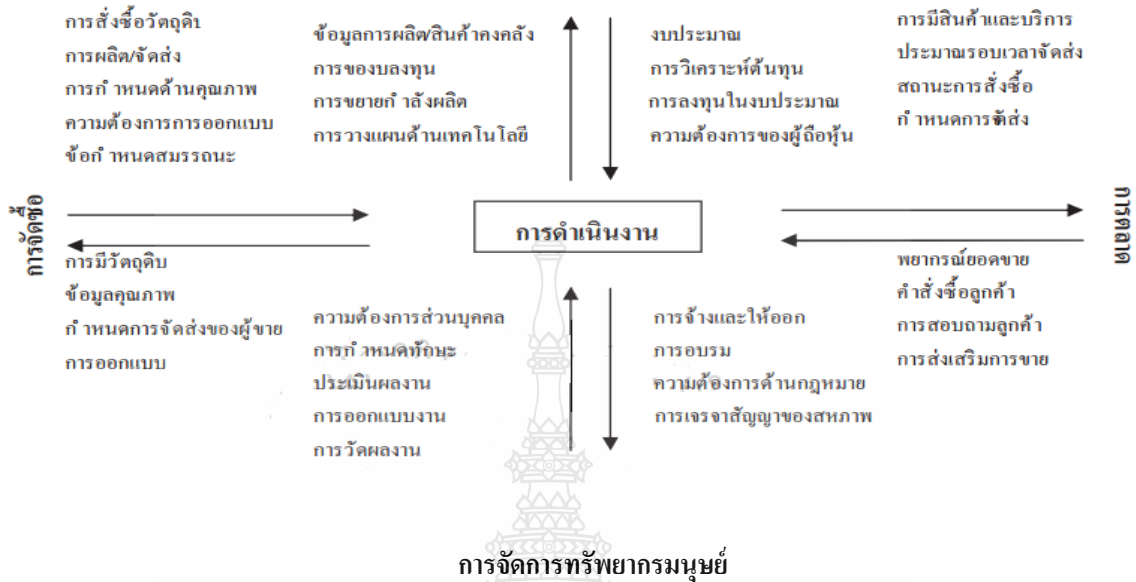 การสั่งซื้อวัตถุดิบ
การผลิต/จัดส่ง
การกำหนดด้านคุณภาพ
ความต้องการการออกแบบ
ข้อกำหนดสมรรถนะ
ข้อมูลการผลิต/สินค้าคงคลัง
การของบลงทุน
การขยายกำลังผลิต
การวางแผนด้านเทคโนโลยี
งบประมาณ
การวิเคราะห์ต้นทุน
การลงทุนในงบประมาณ
ความต้องการของผู้ถือหุ้น
การมีสินค้าและบริการ
ประมาณรอบเวลาจัดส่ง
สถานะการสั่งซื้อ
กำหนดการจัดส่ง
การจัดซื้อ
การดำเนินงาน
การตลาด
การมีวัตถุดิบ
ข้อมูลคุณภาพ
กำหนดการจัดส่งของผู้ขาย
การออกแบบ
ความต้องการส่วนบุคคล
การกำหนดทักษะ
ประเมินผลงาน
การออกแบบงาน
การวัดผลงาน
การจ้างและให้ออก
การอบรม
ความต้องการด้านกฎหมาย
การเจรจาสัญญาของสหภาพ
พยากรณ์ยอดขาย
คำสั่งซื้อลูกค้า
การสอบถามลูกค้า
การส่งเสริมการขาย
การจัดการทรัพยากรมนุษย์